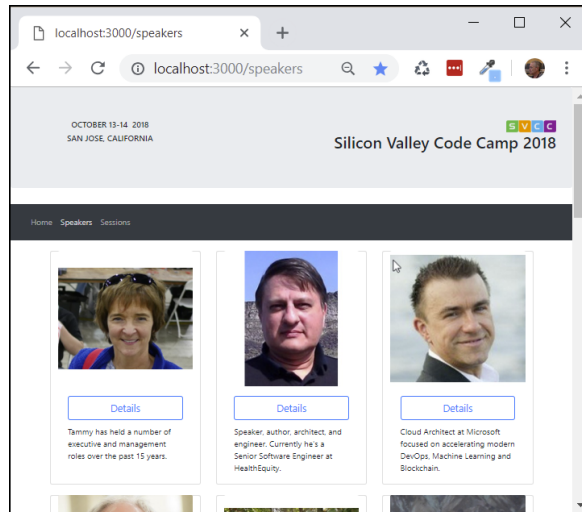 localhost:3000/speakers
localhost:3000/speakers
OCTOBER 13-14 2018
SAN JOSE, CALIFORNIA
SVCC
Silicon Valley Code Camp 2018
Home Speakers Sessions
Details
Tammy has held a number of
executive and management
roles over the past 15 years.
Details
Speaker, author, architect, and
engineer. Currently he's a
Senior Software Engineer at
HealthEquity.
Details
Cloud Architect at Microsoft
focused on accelerating modern
DevOps, Machine Learning and
Blockchain.